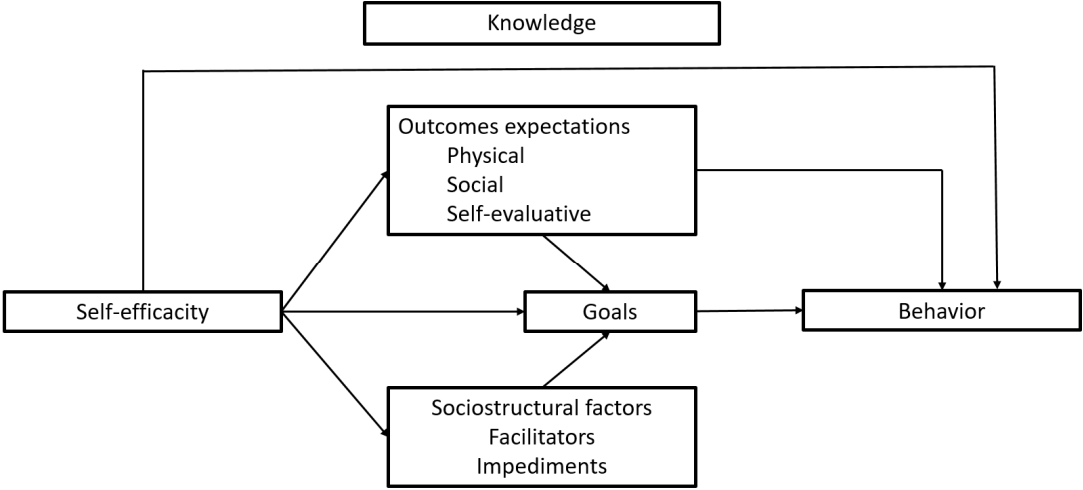 Knowledge
Outcomes expectations
Physical
Social
Self-evaluative
Self-efficacity
Goals
Behavior
Sociostructural factors
Facilitators
Impediments